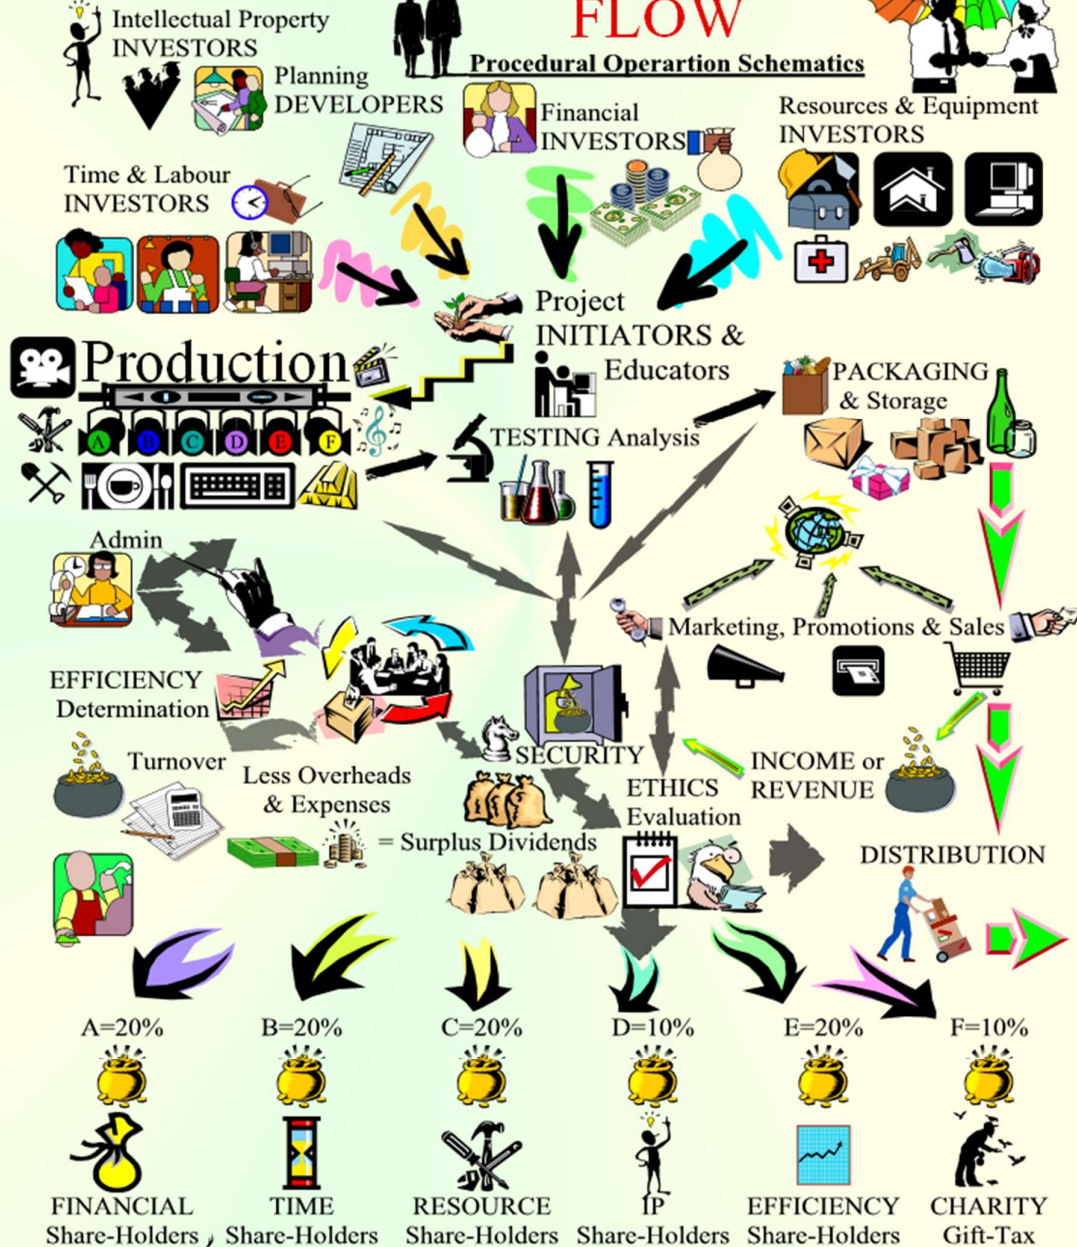 FLOW
Procedural Operartion Schematics
Intellectual Property
INVESTORS
Planning
DEVELOPERS
Financial
INVESTORS
Resources & Equipment
INVESTORS
Time & Labour
INVESTORS
Project
INITIATORS &
Educators
Production
A B C D E F
TESTING Analysis
PACKAGING
& Storage
Admin
Marketing, Promotions & Sales
EFFICIENCY
Determination
SECURITY
Turnover
Less Overheads
& Expenses
= Surplus Dividends
ETHICS
Evaluation
INCOME or
REVENUE
DISTRIBUTION
A=20%
B=20%
C=20%
D=10%
E=20%
F=10%
FINANCIAL
Share-Holders
TIME
Share-Holders
RESOURCE
Share-Holders
IP
Share-Holders
EFFICIENCY
Share-Holders
CHARITY
Gift-Tax